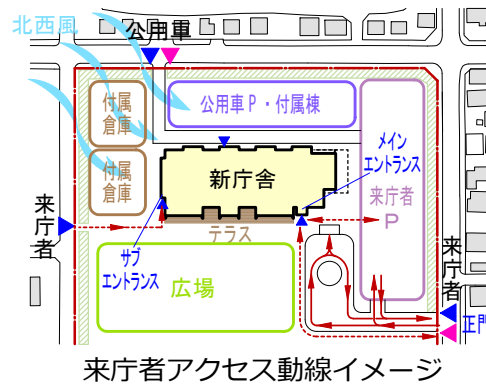 北西風
公用車
付属
倉庫
公用車P・付属棟
メイン
エントランス
付属
倉庫
新庁舎
来庁者
P
来庁者
テラス
サブ
エントランス
広場
来庁者
正門
来庁者アクセス動線イメージ